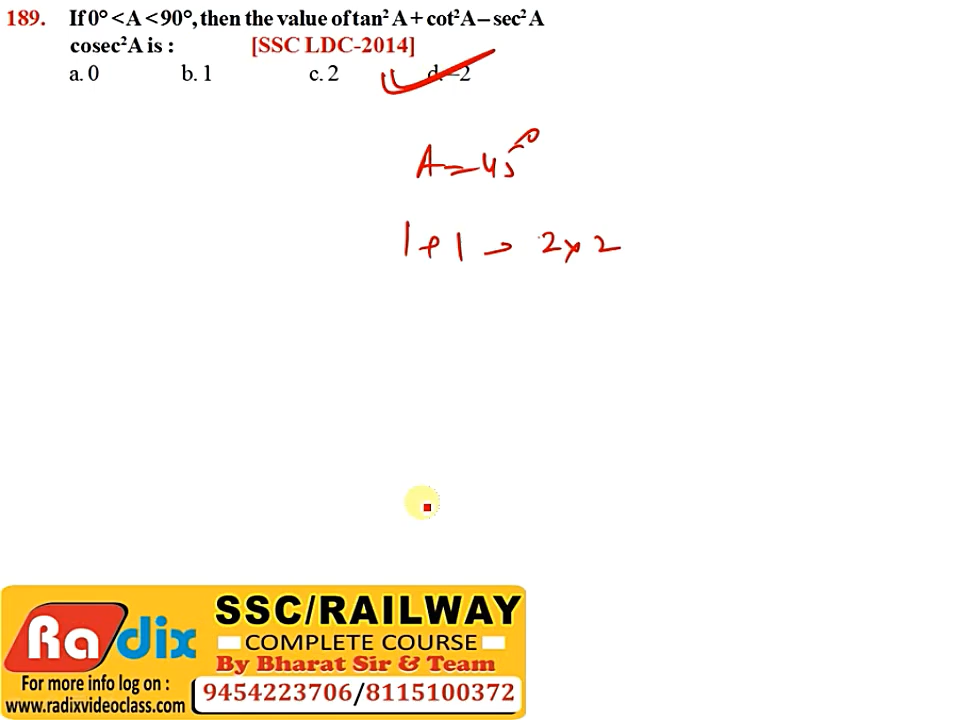 189. If 0° < A < 90°, then the value of tan² A + cot² A – sec² A
cosec² A is : [SSC LDC-2014]
a. 0 b. 1 c. 2 d. –2
A = 45°
1 + 1 → 2 × 2
Radix
SSC/RAILWAY
COMPLETE COURSE
By Bharat Sir & Team
For more info log on :
www.radixvideoclass.com
9454223706/8115100372